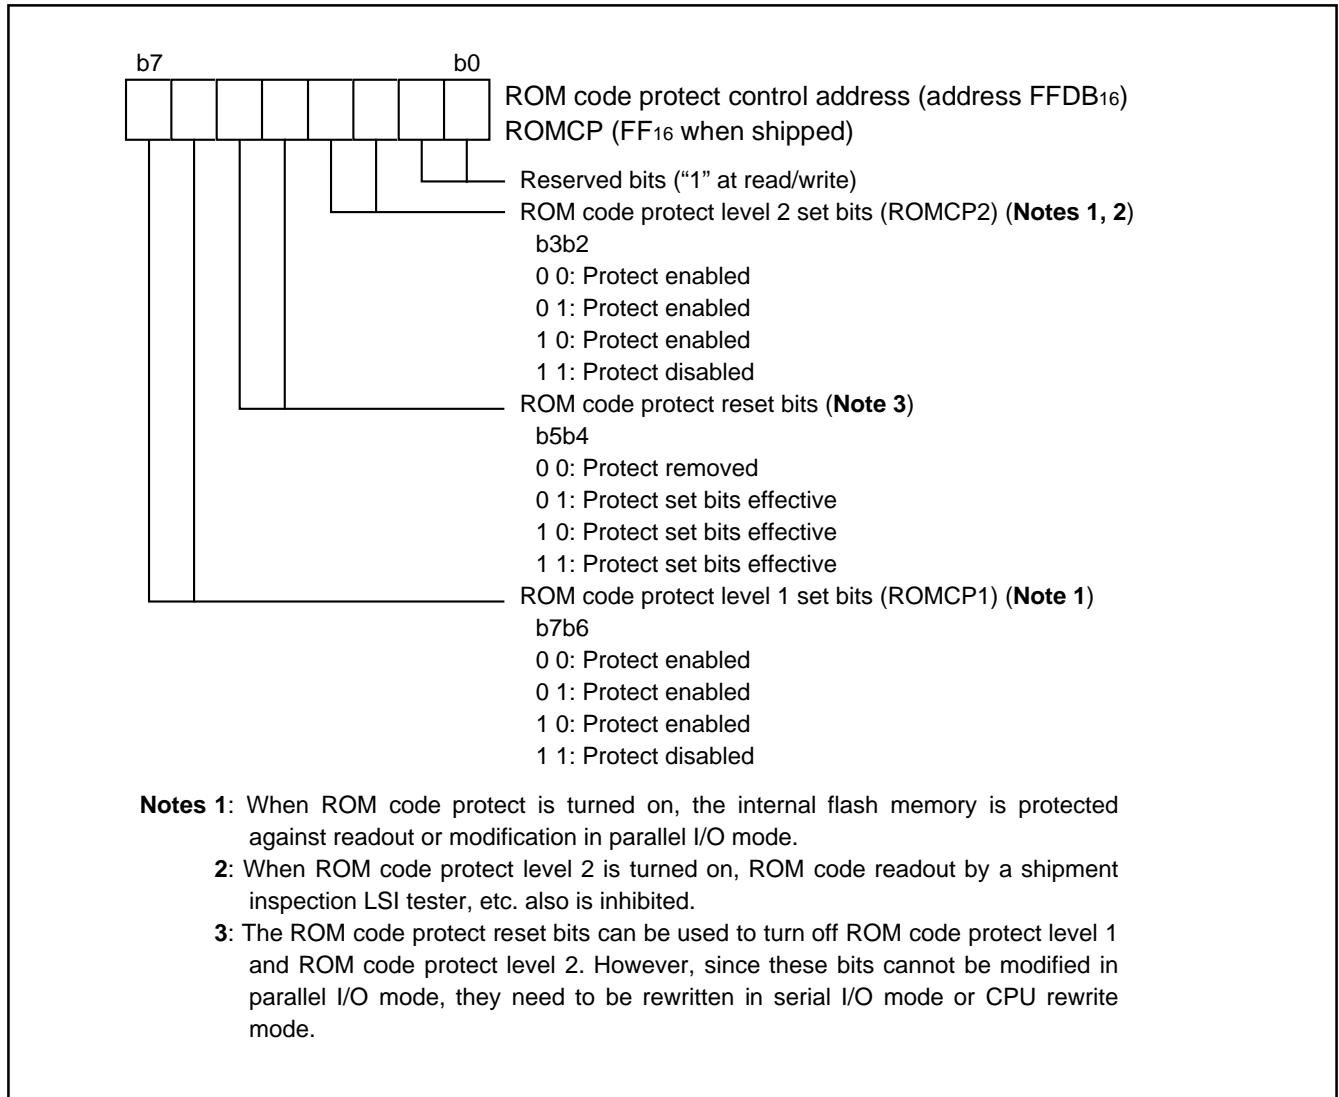 b7 b0
ROM code protect control address (address FFDB16)
ROMCP (FF16 when shipped)
Reserved bits (“1” at read/write)
ROM code protect level 2 set bits (ROMCP2) (Notes 1, 2)
b3b2
0 0: Protect enabled
0 1: Protect enabled
1 0: Protect enabled
1 1: Protect disabled
ROM code protect reset bits (Note 3)
b5b4
0 0: Protect removed
0 1: Protect set bits effective
1 0: Protect set bits effective
1 1: Protect set bits effective
ROM code protect level 1 set bits (ROMCP1) (Note 1)
b7b6
0 0: Protect enabled
0 1: Protect enabled
1 0: Protect enabled
1 1: Protect disabled
Notes 1: When ROM code protect is turned on, the internal flash memory is protected
against readout or modification in parallel I/O mode.
2: When ROM code protect level 2 is turned on, ROM code readout by a shipment
inspection LSI tester, etc. also is inhibited.
3: The ROM code protect reset bits can be used to turn off ROM code protect level 1
and ROM code protect level 2. However, since these bits cannot be modified in
parallel I/O mode, they need to be rewritten in serial I/O mode or CPU rewrite
mode.